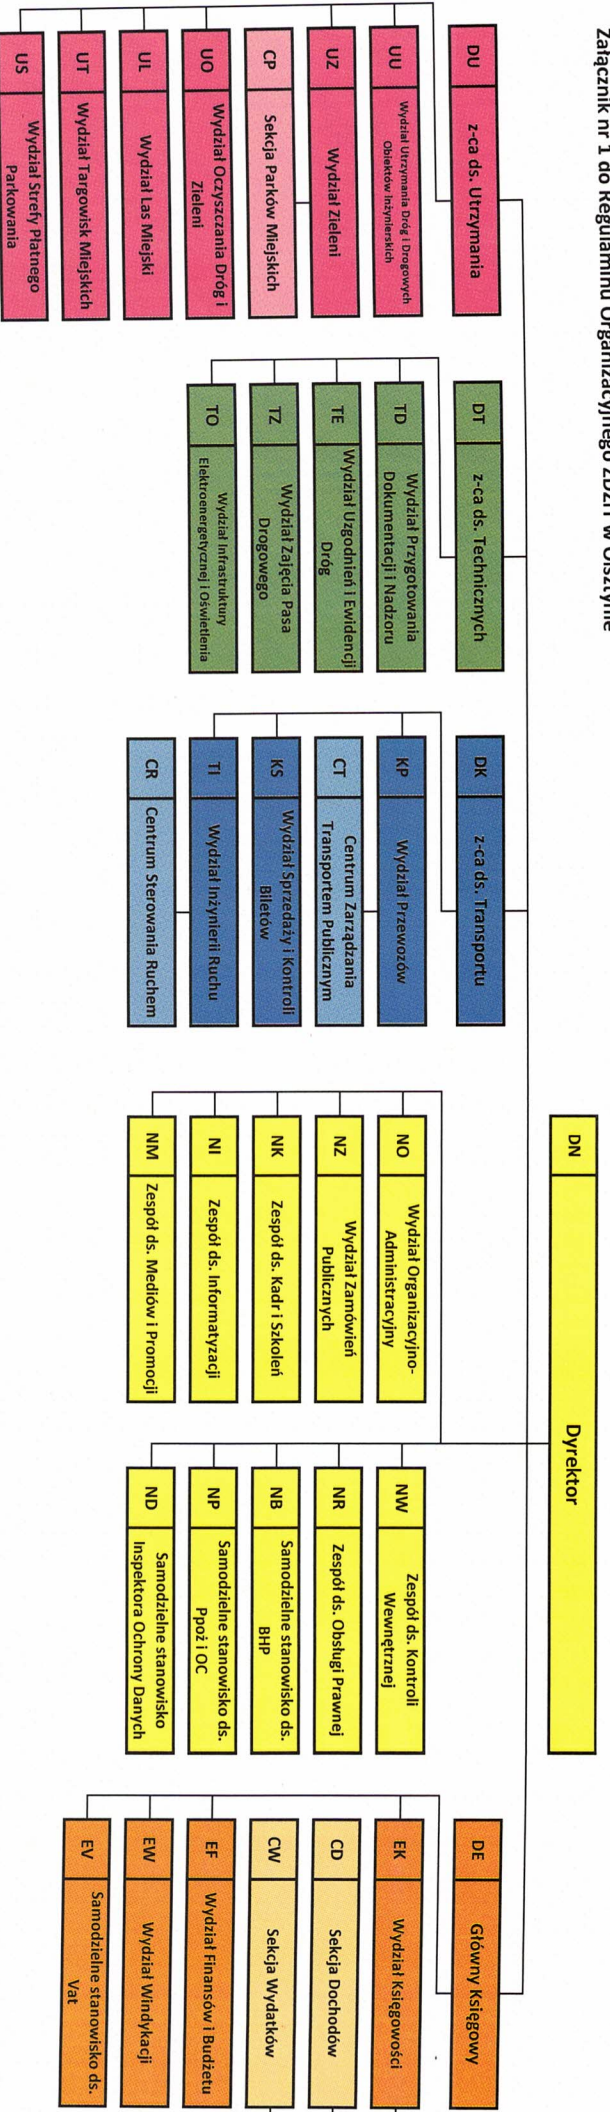 Załącznik nr 1 do Regulaminu Organizacyjnego ZDZiT w Olsztynie
DN
Dyrektor
DU
z-ca ds. Utrzymania
UU
Wydział Utrzymania Dróg i Drogowych
Obiektów Inżynierskich
UZ
Wydział Zieleni
CP
Sekcja Parków Miejskich
UO
Wydział Oczyszczania Dróg i
Zieleni
UL
Wydział Las Miejski
UT
Wydział Targowisk Miejskich
US
Wydział Strefy Płatnego
Parkowania
DT
z-ca ds. Technicznych
TD
Wydział Przygotowania
Dokumentacji i Nadzoru
TE
Wydział Uzgodnień i Ewidencji
Dróg
TZ
Wydział Zajęcia Pasa
Drogowego
TO
Wydział Infrastruktury
Elektroenergetycznej i Oświetlenia
DK
z-ca ds. Transportu
KP
Wydział Przewozów
CT
Centrum Zarządzania
Transportem Publicznym
KS
Wydział Sprzedaży i Kontroli
Biletów
TI
Wydział Inżynierii Ruchu
CR
Centrum Sterowania Ruchem
NO
Wydział Organizacyjno-
Administracyjny
NZ
Wydział Zamówień
Publicznych
NK
Zespół ds. Kadr i Szkoleń
NI
Zespół ds. Informatyzacji
NM
Zespół ds. Mediów i Promocji
NW
Zespół ds. Kontroli
Wewnętrznej
NR
Zespół ds. Obsługi Prawnej
NB
Samodzielne stanowisko ds.
BHP
NP
Samodzielne stanowisko ds.
Ppoż i OC
ND
Samodzielne stanowisko
Inspektora Ochrony Danych
DE
Główny Księgowy
EK
Wydział Księgowości
CD
Sekcja Dochodów
CW
Sekcja Wydatków
EF
Wydział Finansów i Budżetu
EW
Wydział Windykacji
EV
Samodzielne stanowisko ds.
Vat